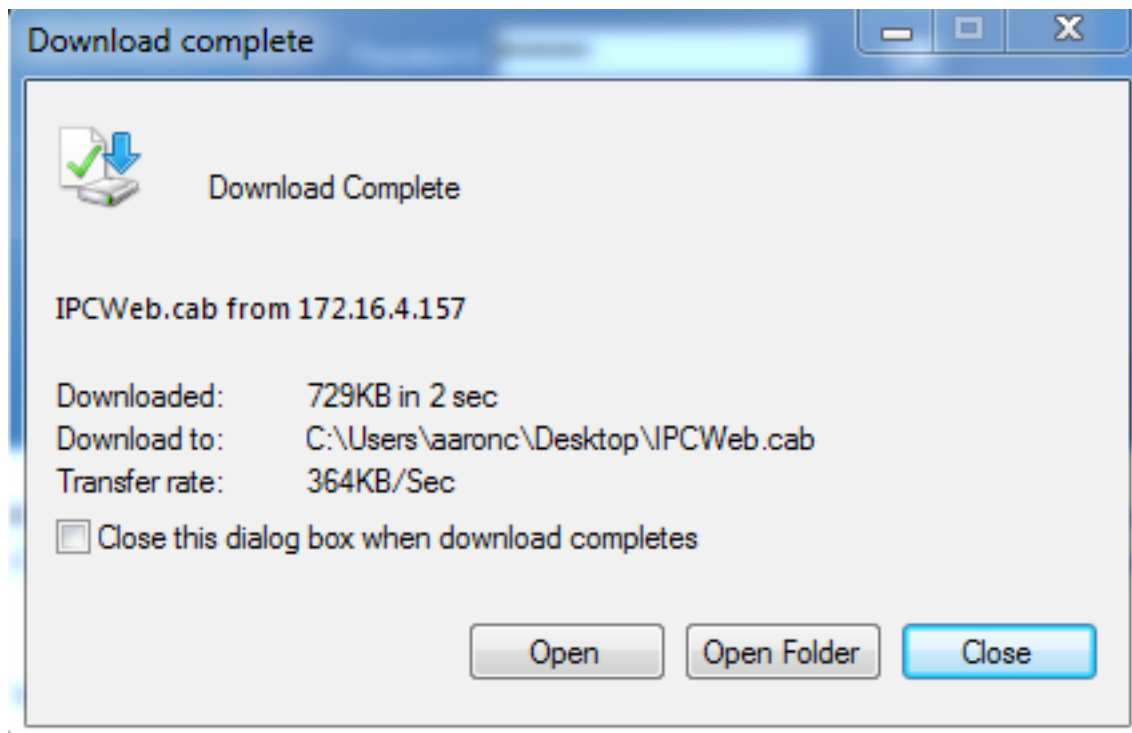 Download complete
Download Complete
IPCWeb.cab from 172.16.4.157
Downloaded: 729KB in 2 sec
Download to: C:\Users\aaronc\Desktop\IPCWeb.cab
Transfer rate: 364KB/Sec
Close this dialog box when download completes
Open Open Folder Close